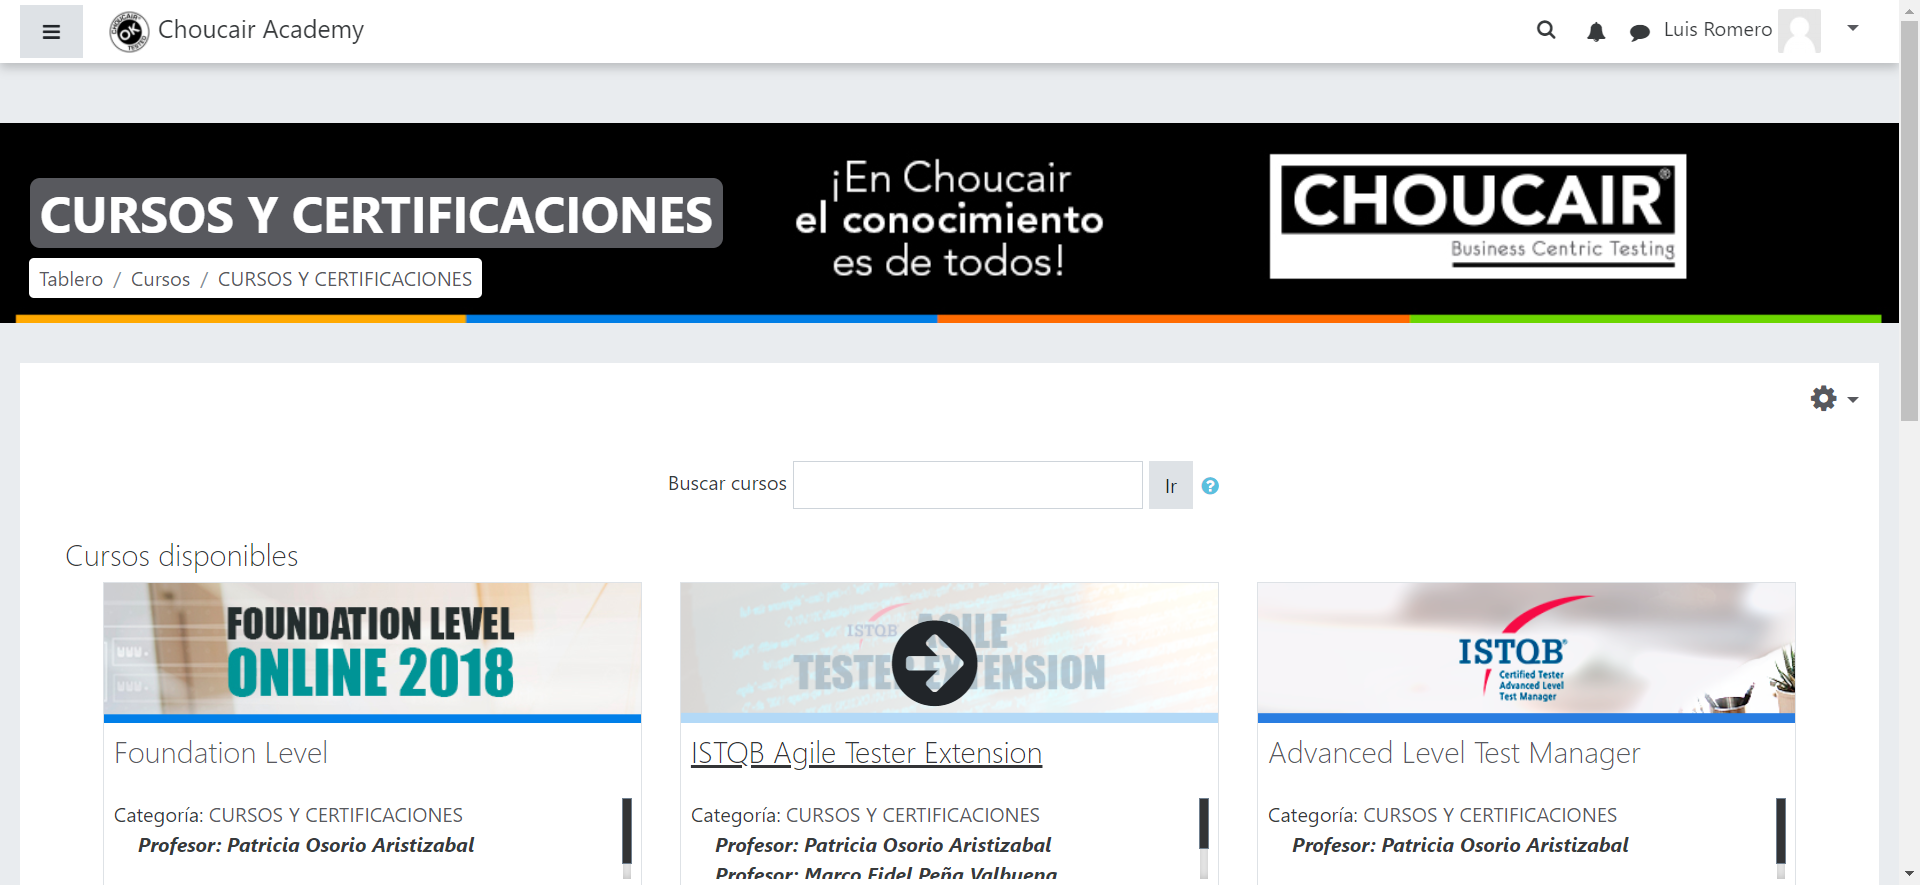 Choucair Academy
Luis Romero
CURSOS Y CERTIFICACIONES
Tablero / Cursos / CURSOS Y CERTIFICACIONES
¡En Choucair
el conocimiento
es de todos!
CHOUCAIR®
Business Centric Testing
Buscar cursos
Ir
Cursos disponibles
FOUNDATION LEVEL
ONLINE 2018
Foundation Level
Categoría: CURSOS Y CERTIFICACIONES
Profesor: Patricia Osorio Aristizabal
ISTQB
ISTQB Agile Tester Extension
Categoría: CURSOS Y CERTIFICACIONES
Profesor: Patricia Osorio Aristizabal
Profesor: Marco Fidel Peña Valbuena
ISTQB®
Certified Tester
Advanced Level
Test Manager
Advanced Level Test Manager
Categoría: CURSOS Y CERTIFICACIONES
Profesor: Patricia Osorio Aristizabal